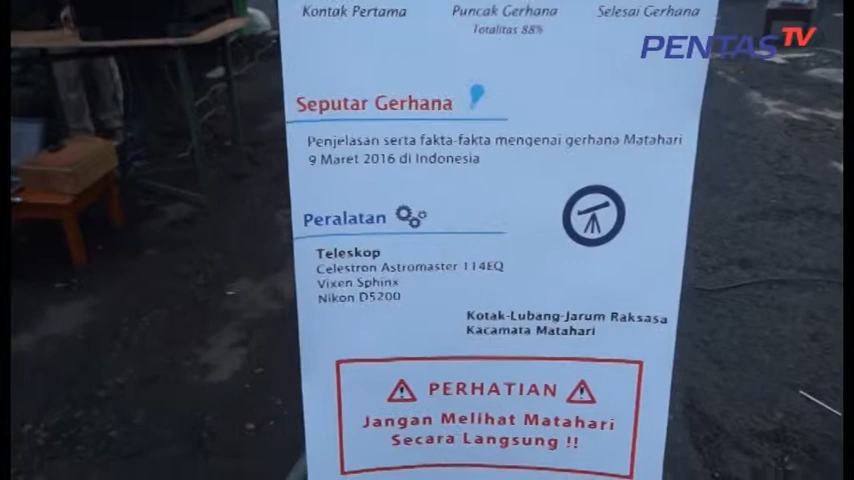 Kontak Pertama
Puncak Gerhana
Selesai Gerhana
Totalitas 88%
PENTAS TV
Seputar Gerhana
Penjelasan serta fakta-fakta mengenai gerhana Matahari
9 Maret 2016 di Indonesia
Peralatan
Teleskop
Celestron Astromaster 114EQ
Vixen Sphinx
Nikon D5200
Kotak-Lubang-Jarum Raksasa
Kacamata Matahari
PERHATIAN
Jangan Melihat Matahari
Secara Langsung !!